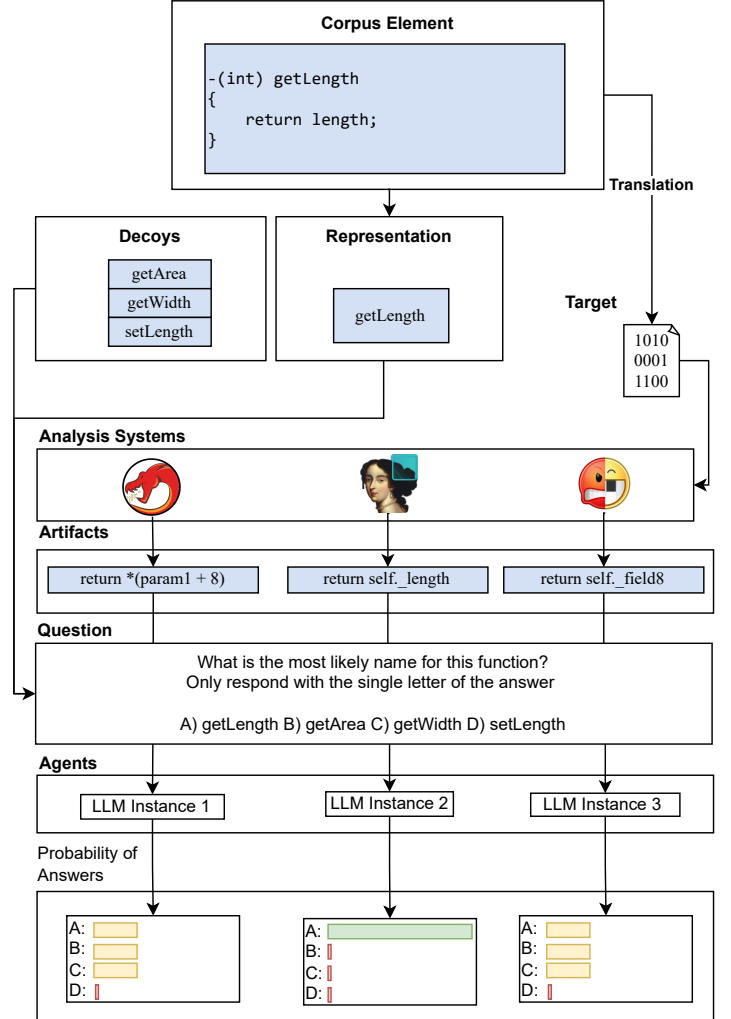 Corpus Element
-(int) getLength
{
    return length;
}
Translation
Decoys
getArea
getWidth
setLength
Representation
getLength
Target
1010
0001
1100
Analysis Systems
Artifacts
return *(param1 + 8)
return self._length
return self._field8
Question
What is the most likely name for this function?
Only respond with the single letter of the answer
A) getLength B) getArea C) getWidth D) setLength
Agents
LLM Instance 1
LLM Instance 2
LLM Instance 3
Probability of
Answers
A:
B:
C:
D:
A:
B:
C:
D:
A:
B:
C:
D: